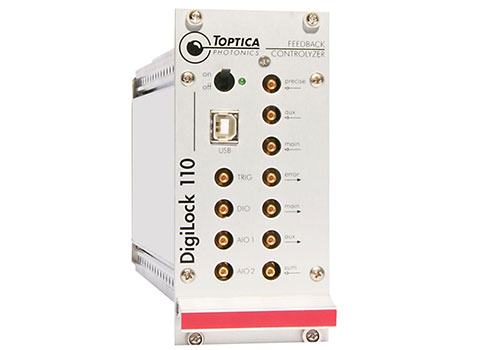 TOPTICA
PHOTONICS
FEEDBACK
CONTROLYZER
on
off
precise
aux
main
USB
TRIG
error
DIO
main
AIO 1
aux
AIO 2
sum
DigiLock 110